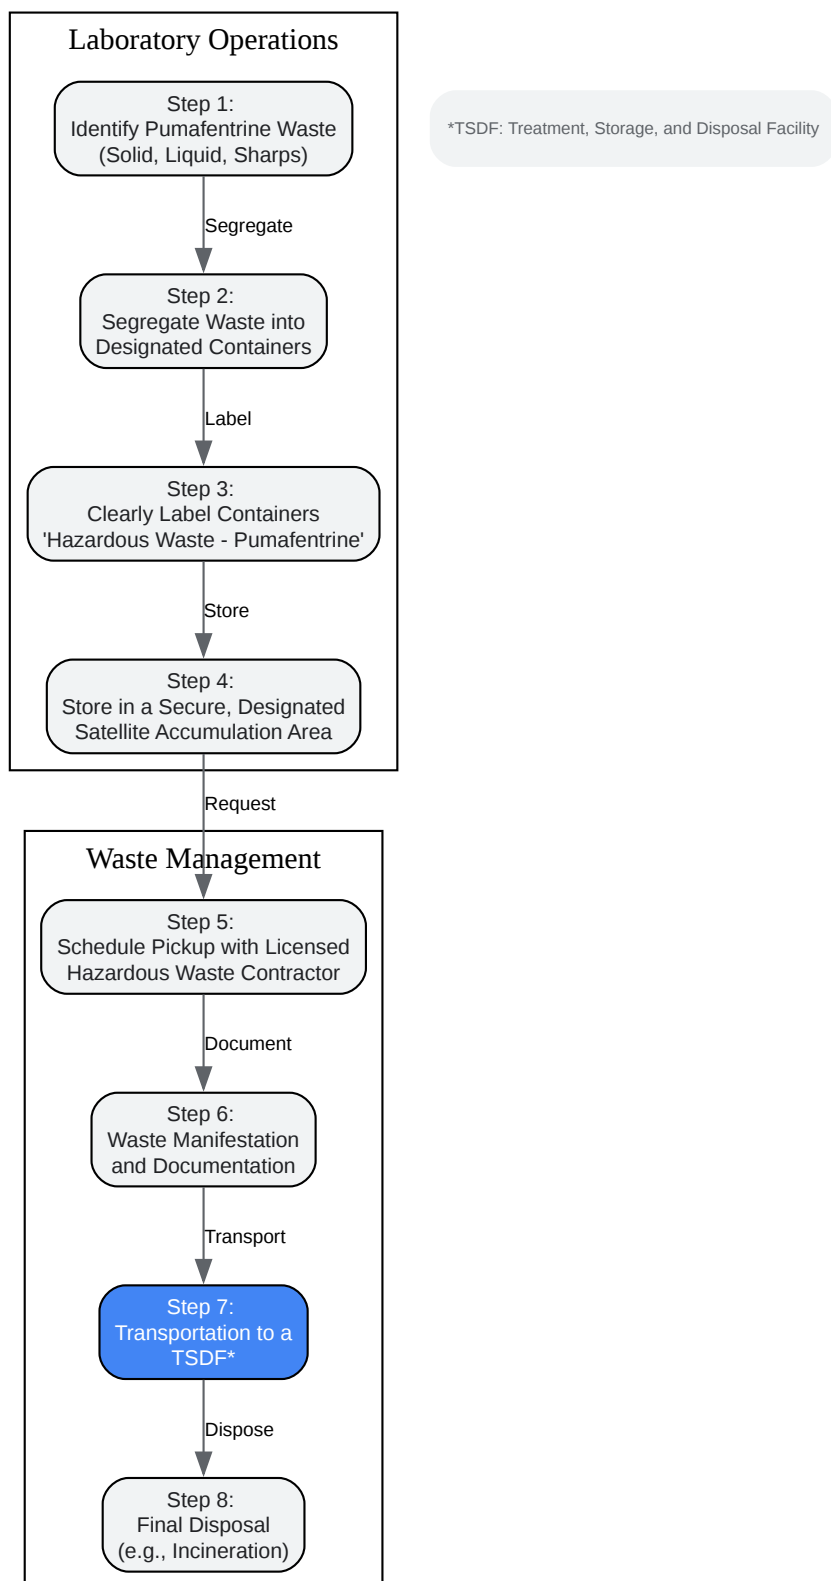 Laboratory Operations
Step 1:
Identify Pumafentrine Waste
(Solid, Liquid, Sharps)
*TSDF: Treatment, Storage, and Disposal Facility
Segregate
Step 2:
Segregate Waste into
Designated Containers
Label
Step 3:
Clearly Label Containers
'Hazardous Waste - Pumafentrine'
Store
Step 4:
Store in a Secure, Designated
Satellite Accumulation Area
Request
Waste Management
Step 5:
Schedule Pickup with Licensed
Hazardous Waste Contractor
Document
Step 6:
Waste Manifestation
and Documentation
Transport
Step 7:
Transportation to a
TSDF*
Dispose
Step 8:
Final Disposal
(e.g., Incineration)